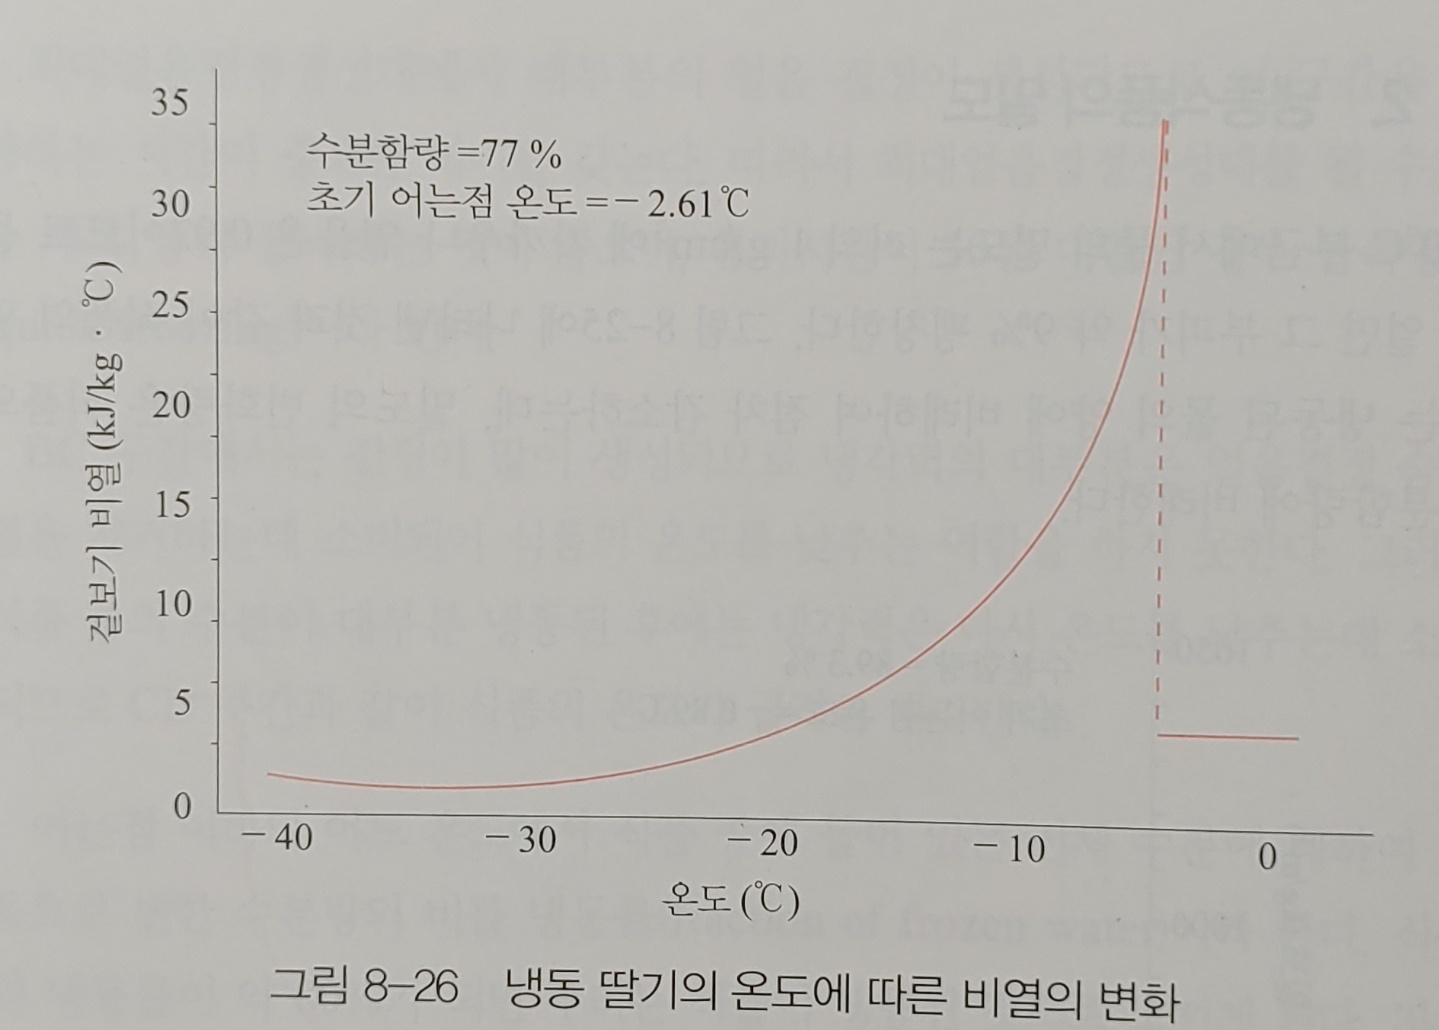 35
수분함량 =77 %
초기 어는점 온도 =－2.61℃
30
25
20
15
10
5
0
겉보기 비열 (kJ/kg · ℃)
－40 －30 －20 －10 0
온도 (℃)
그림 8-26 냉동 딸기의 온도에 따른 비열의 변화